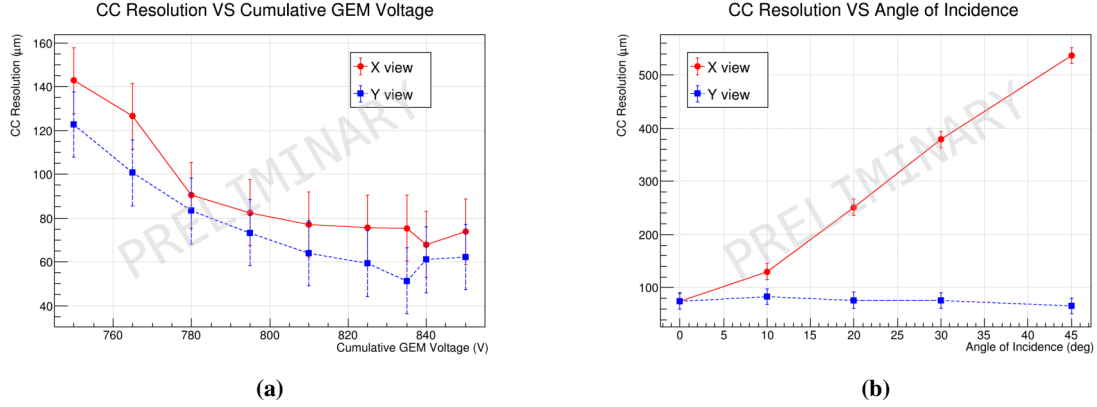 CC Resolution VS Cumulative GEM Voltage
CC Resolution (μm)
160
140
120
100
80
60
40
X view
Y view
PRELIMINARY
760
780
800
820
840
Cumulative GEM Voltage (V)
(a)
CC Resolution VS Angle of Incidence
CC Resolution (μm)
500
400
300
200
100
X view
Y view
PRELIMINARY
0
5
10
15
20
25
30
35
40
45
Angle of Incidence (deg)
(b)